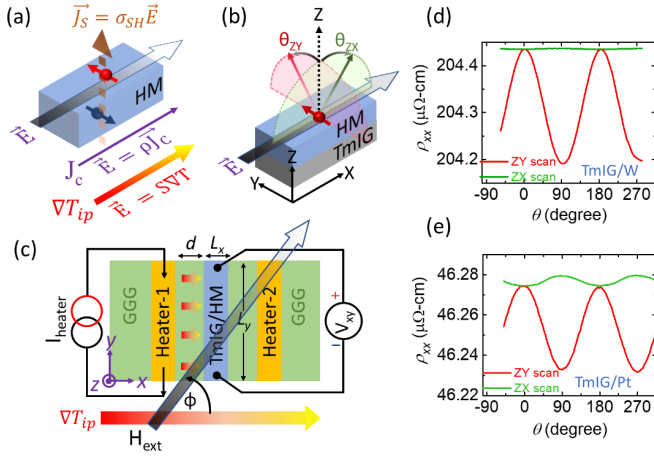 (a)
J⃗_S = σ_SH E⃗
HM
E⃗
J_c
E⃗ = ρJ⃗_C
∇T_ip
E⃗ = S∇T
(b)
Z
θ_ZY
θ_ZX
HM
TmIG
E⃗
Z
Y
X
(c)
d
L_x
I_heater
GGG
Heater-1
TmIG/HM
L_y
Heater-2
GGG
+
V_xy
−
y
z
x
ϕ
∇T_ip
H_ext
(d)
ρ_xx (µΩ-cm)
204.4
204.3
204.2
ZY scan
ZX scan
TmIG/W
-90 0 90 180 270
θ (degree)
(e)
ρ_xx (µΩ-cm)
46.28
46.26
46.24
46.22
ZY scan
ZX scan
TmIG/Pt
-90 0 90 180 270
θ (degree)